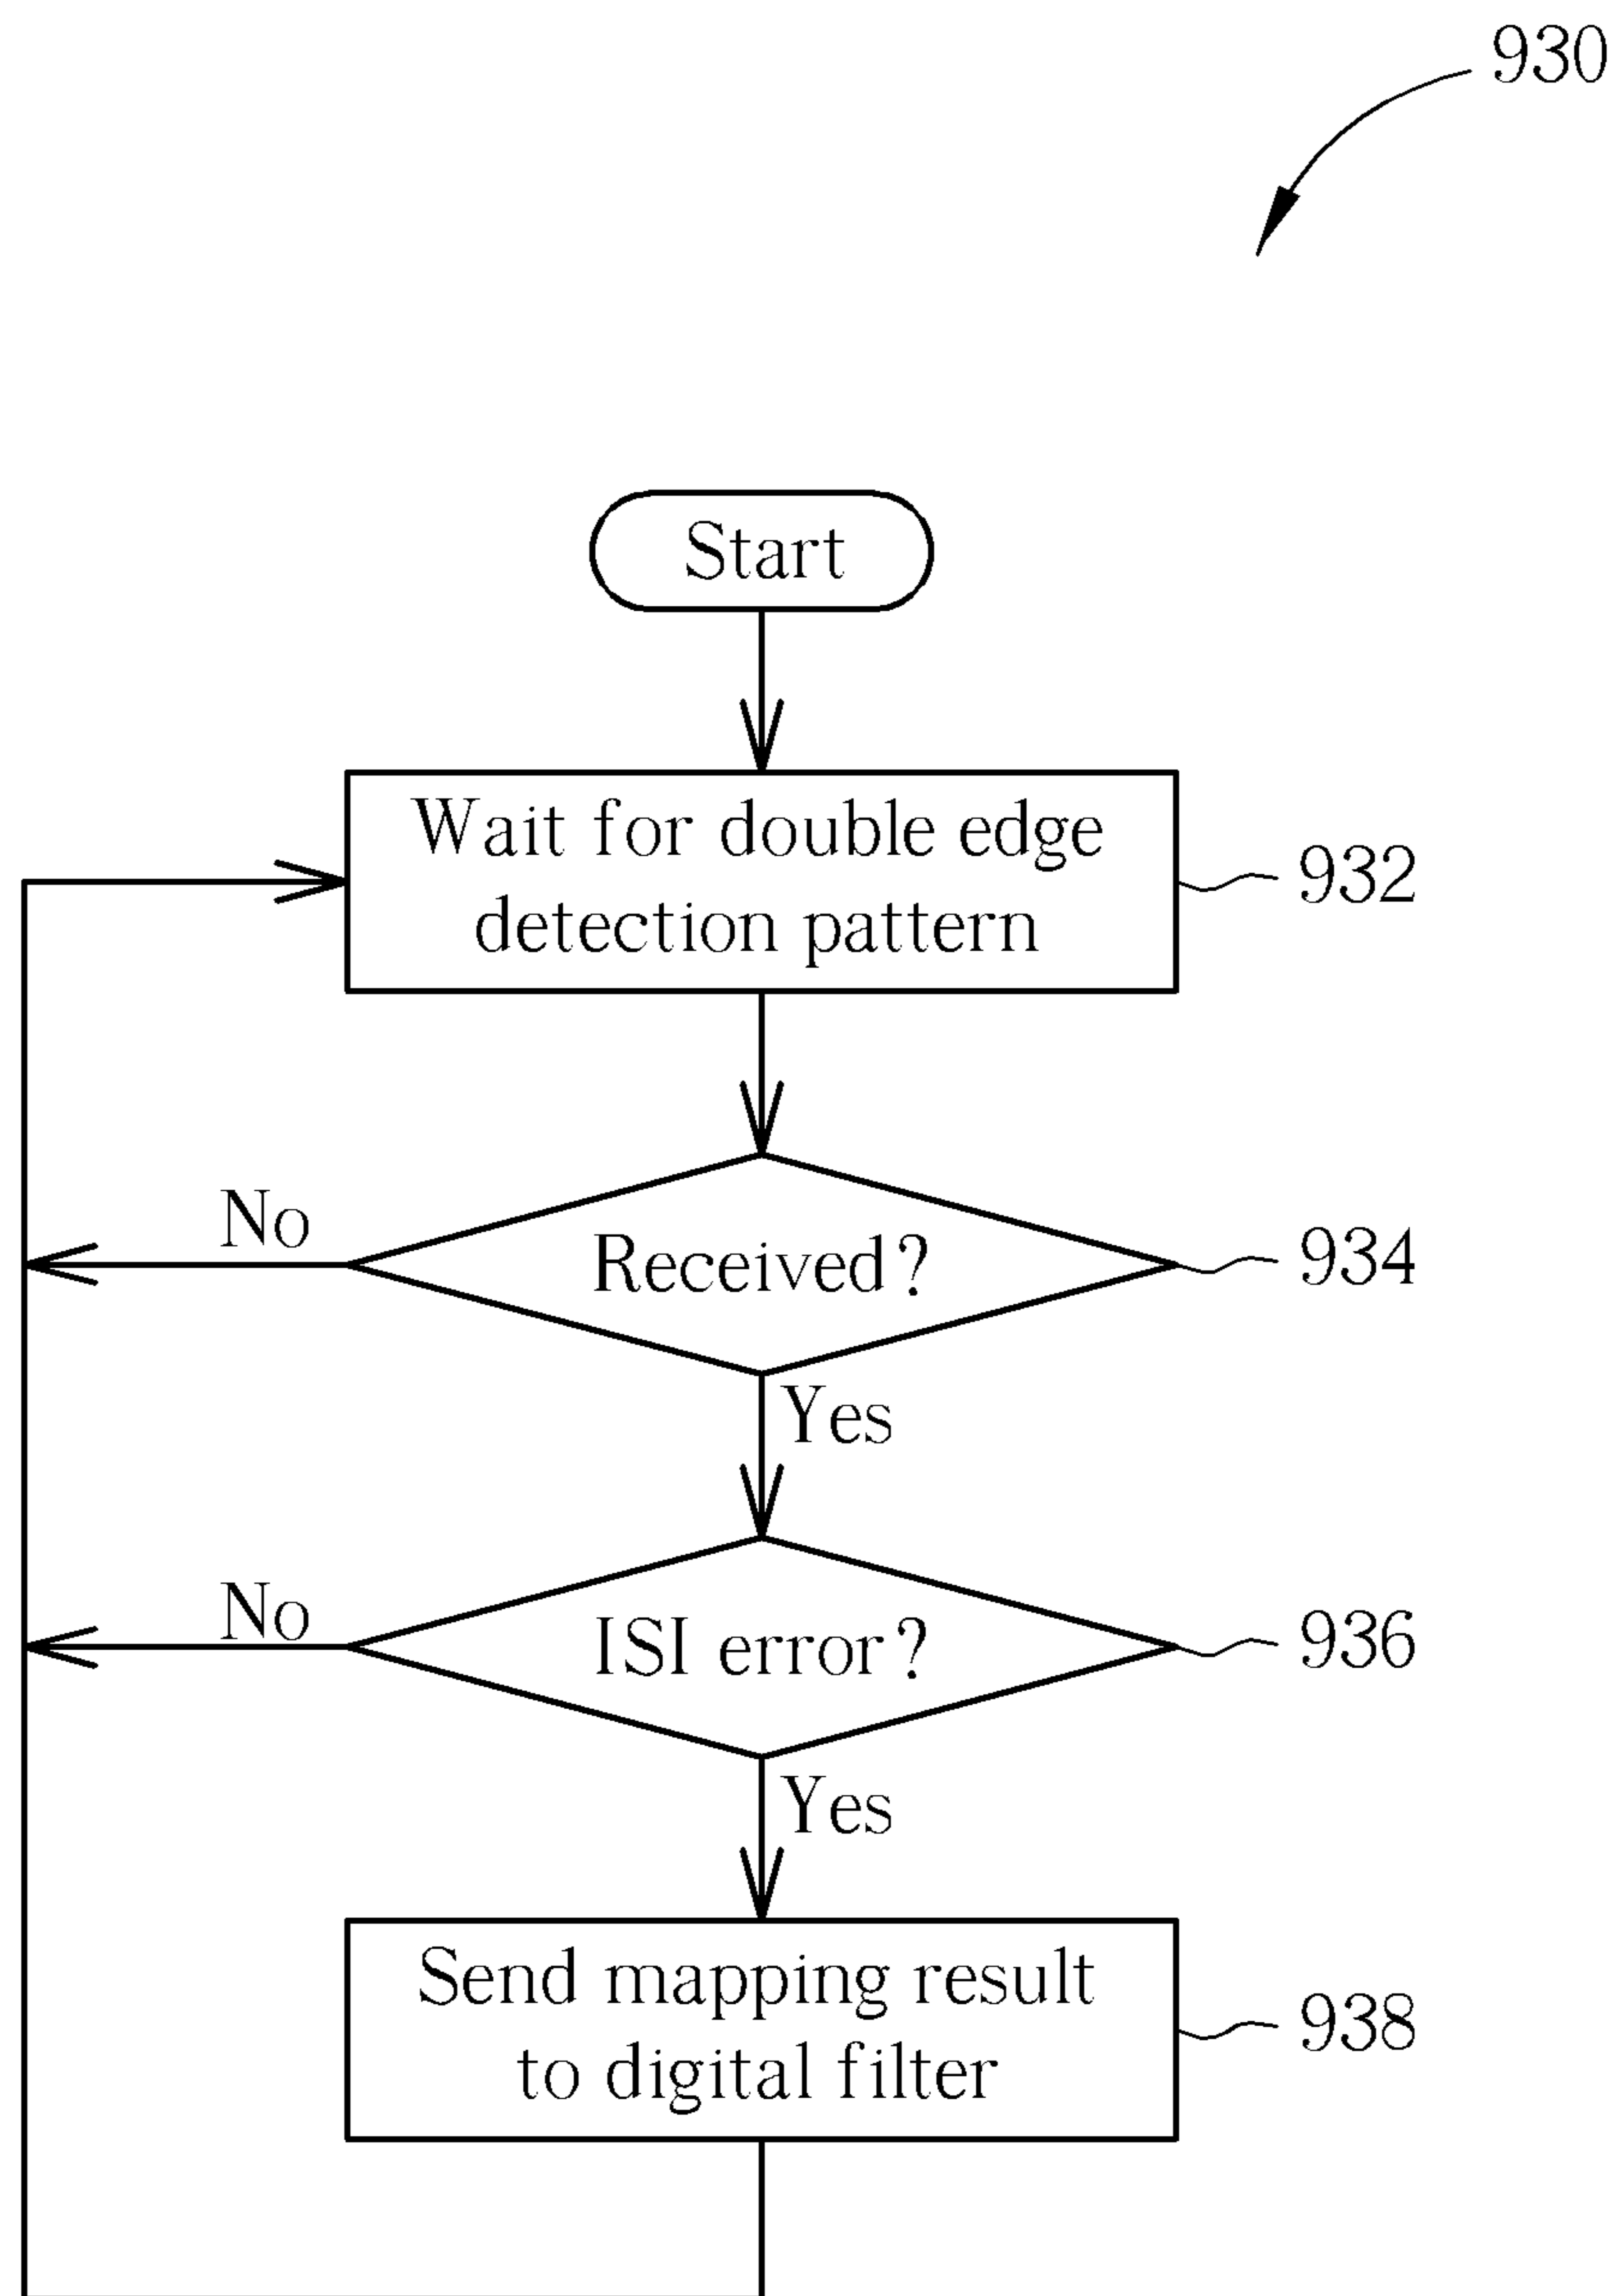 930
Start
Wait for double edge
detection pattern
932
No
Received?
934
Yes
No
ISI error?
936
Yes
Send mapping result
to digital filter
938